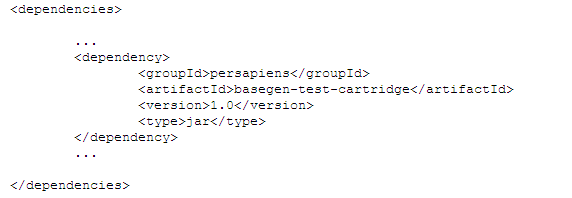 <dependencies>
...
<dependency>
<groupId>persapiens</groupId>
<artifactId>basegen-test-cartridge</artifactId>
<version>1.0</version>
<type>jar</type>
</dependency>
...
</dependencies>